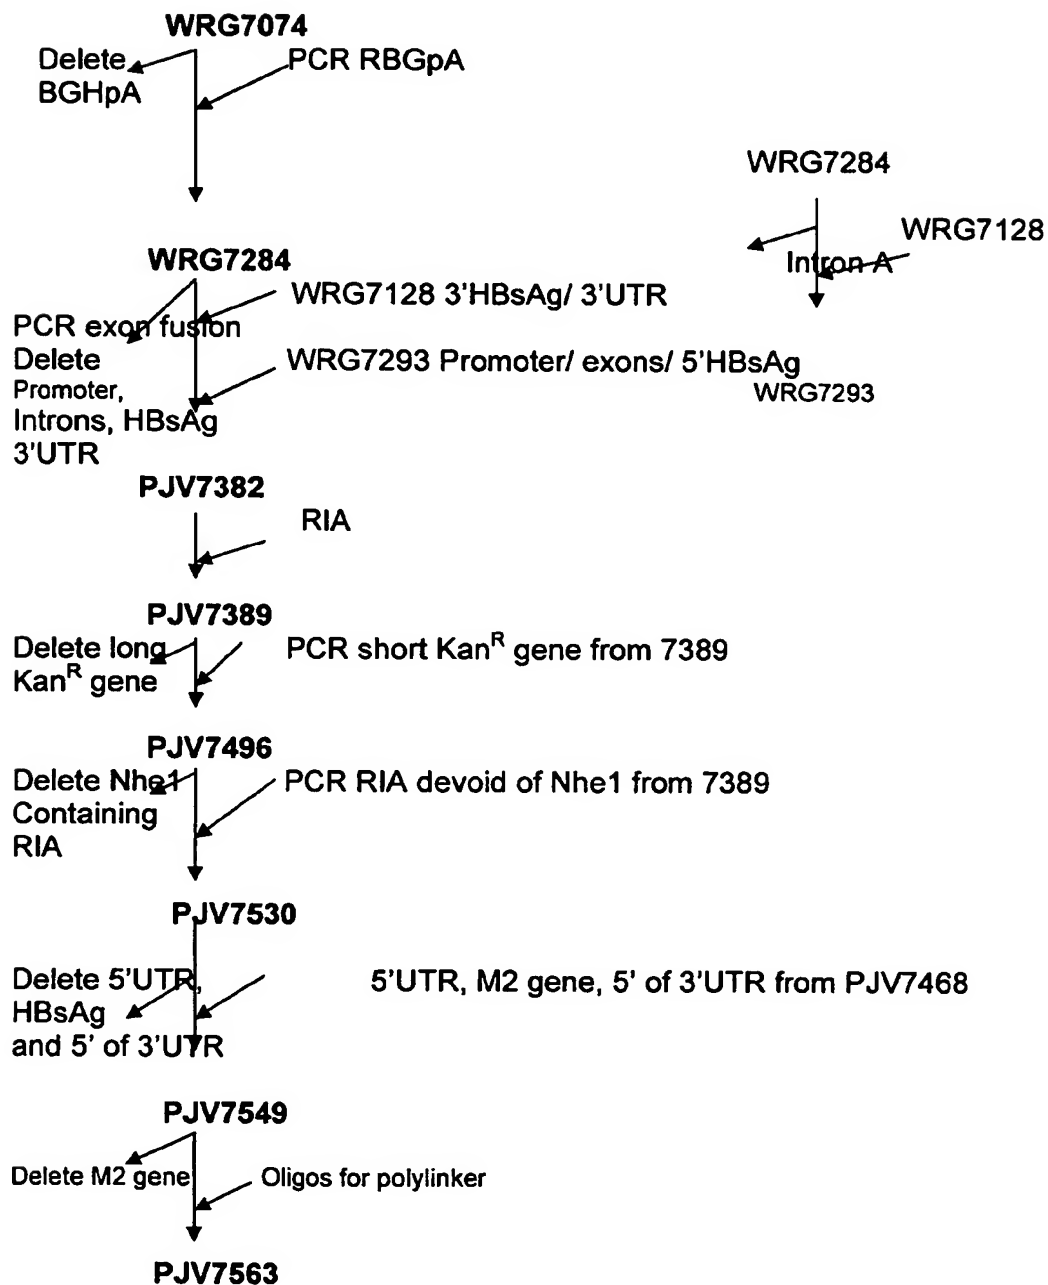 WRG7074
Delete
BGHpA
PCR RBGpA
WRG7284
WRG7128
Intron A
WRG7293
WRG7284
WRG7128 3'HBsAg/ 3'UTR
PCR exon fusion
Delete
Promoter,
Introns, HBsAg
3'UTR
WRG7293 Promoter/ exons/ 5'HBsAg
PJV7382
RIA
PJV7389
Delete long
Kan^R gene
PCR short Kan^R gene from 7389
PJV7496
Delete Nhe1
Containing
RIA
PCR RIA devoid of Nhe1 from 7389
PJV7530
Delete 5'UTR,
HBsAg
and 5' of 3'UTR
5'UTR, M2 gene, 5' of 3'UTR from PJV7468
PJV7549
Delete M2 gene
Oligos for polylinker
PJV7563